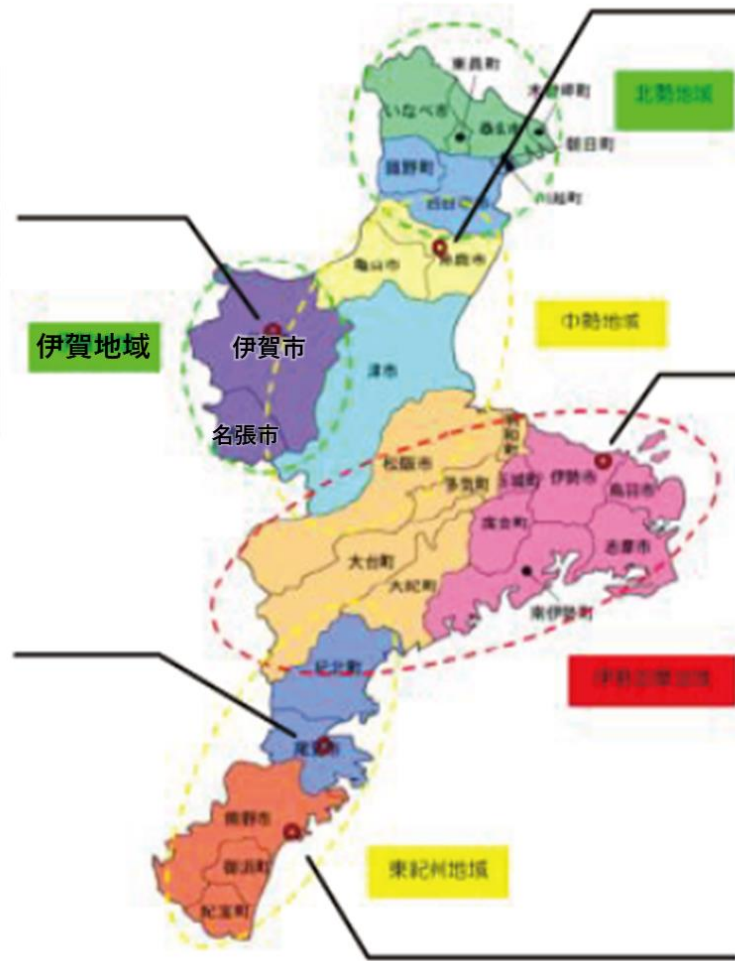 東員町
木曽岬町
いなべ市
桑名市
北勢地域
朝日町
菰野町
川越町
四日市市
鈴鹿市
亀山市
中勢地域
伊賀地域
伊賀市
津市
名張市
明和町
松阪市
多気町
玉城町
伊勢市
鳥羽市
度会町
志摩市
大台町
大紀町
南伊勢町
伊勢志摩地域
紀北町
尾鷲市
熊野市
御浜町
東紀州地域
紀宝町